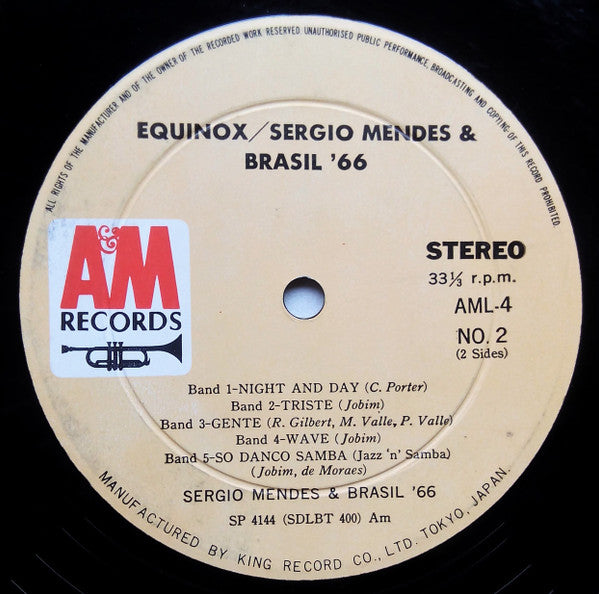 ALL RIGHTS OF THE MANUFACTURER AND OF THE OWNER OF THE RECORDED WORK RESERVED UNAUTHORISED PUBLIC PERFORMANCE, BROADCASTING AND COPYING OF THIS RECORD PROHIBITED
EQUINOX/SERGIO MENDES &
BRASIL '66
A&M
RECORDS
STEREO
33⅓ r.p.m.
AML-4
NO. 2
(2 Sides)
Band 1-NIGHT AND DAY (C. Porter)
Band 2-TRISTE (Jobim)
Band 3-GENTE (R. Gilbert, M. Valle, P. Valle)
Band 4-WAVE (Jobim)
Band 5-SO DANCO SAMBA (Jazz 'n' Samba)
(Jobim, de Moraes)
SERGIO MENDES & BRASIL '66
SP 4144 (SDLBT 400) Am
MANUFACTURED BY KING RECORD CO., LTD. TOKYO, JAPAN.